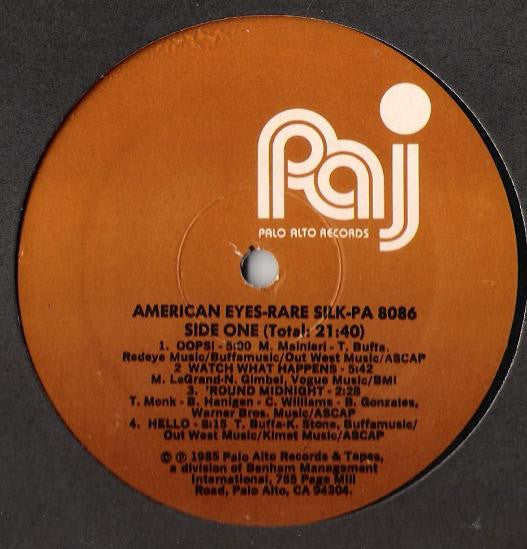 Paj
PALO ALTO RECORDS
AMERICAN EYES-RARE SILK-PA 8086
SIDE ONE (Total: 21:40)
1. OOPS! - 5:00 M. Mainieri - T. Buffa,
Redeye Music/Buffamusic/Out West Music/ASCAP
2 WATCH WHAT HAPPENS - 5:42
M. LeGrand-N. Gimbel, Vogue Music/BMI
3. 'ROUND MIDNIGHT - 2:28
T. Monk - B. Hanigen - C. Williams - B. Gonzales,
Warner Bros. Music/ASCAP
4. HELLO - 8:15 T. Buffa-K. Stone, Buffamusic/
Out West Music/Kimet Music/ASCAP
© ℗ 1985 Palo Alto Records & Tapes,
a division of Benham Management
International, 755 Page Mill
Road, Palo Alto, CA 94304.